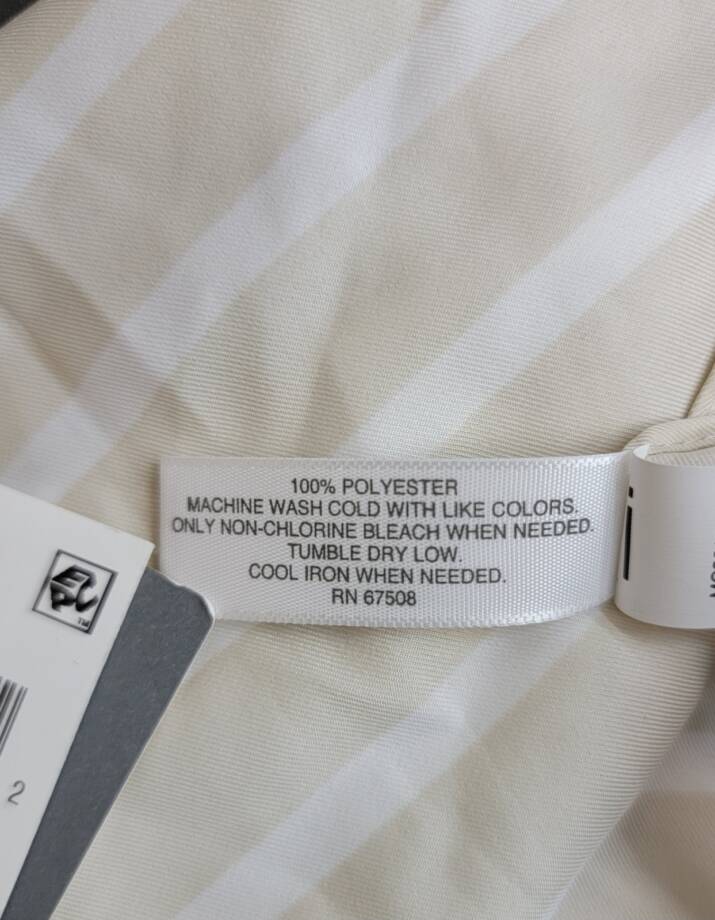 100% POLYESTER
MACHINE WASH COLD WITH LIKE COLORS.
ONLY NON-CHLORINE BLEACH WHEN NEEDED.
TUMBLE DRY LOW.
COOL IRON WHEN NEEDED.
RN 67508
i
TM
2